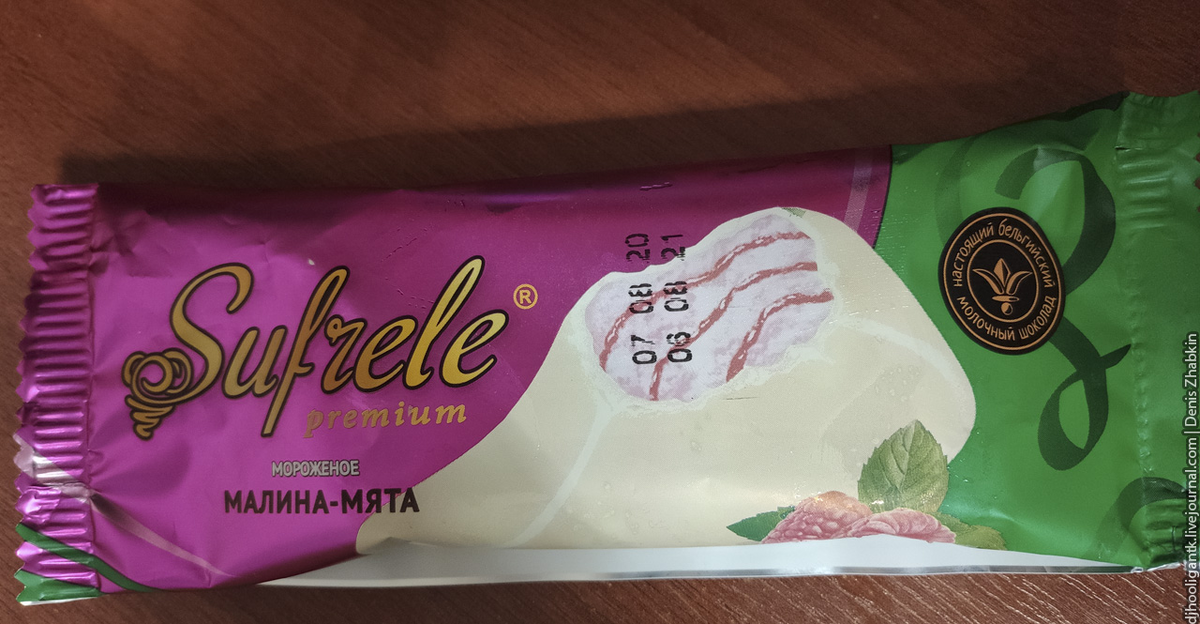 Sufrele®
premium
МОРОЖЕНОЕ
МАЛИНА-МЯТА
07 08 20
06 08 21
настоящий бельгийский
молочный шоколад
djhooligantk.livejournal.com | Denis Zhabkin